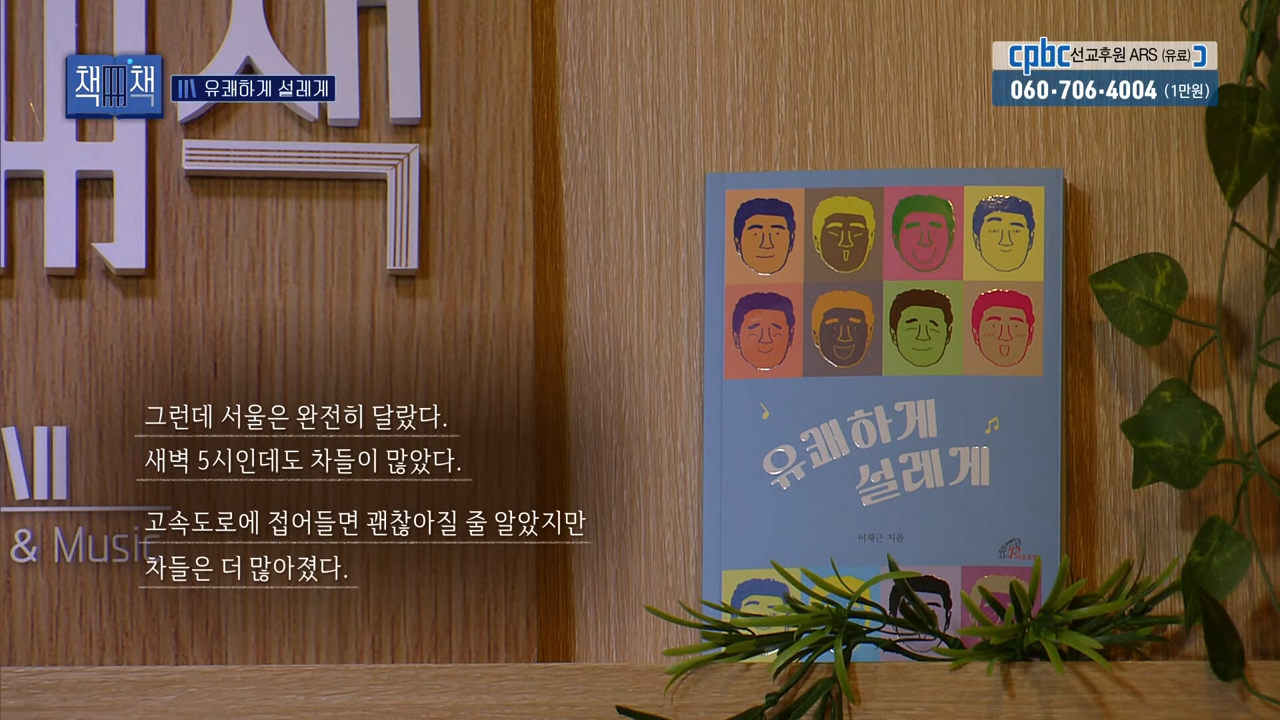 책책
유쾌하게 설레게
cpbc 선교후원 ARS (유료)
060·706·4004 (1만원)
& Music
그런데 서울은 완전히 달랐다.
새벽 5시인데도 차들이 많았다.
고속도로에 접어들면 괜찮아질 줄 알았지만
차들은 더 많아졌다.
유쾌하게
설레게
이재근 지음